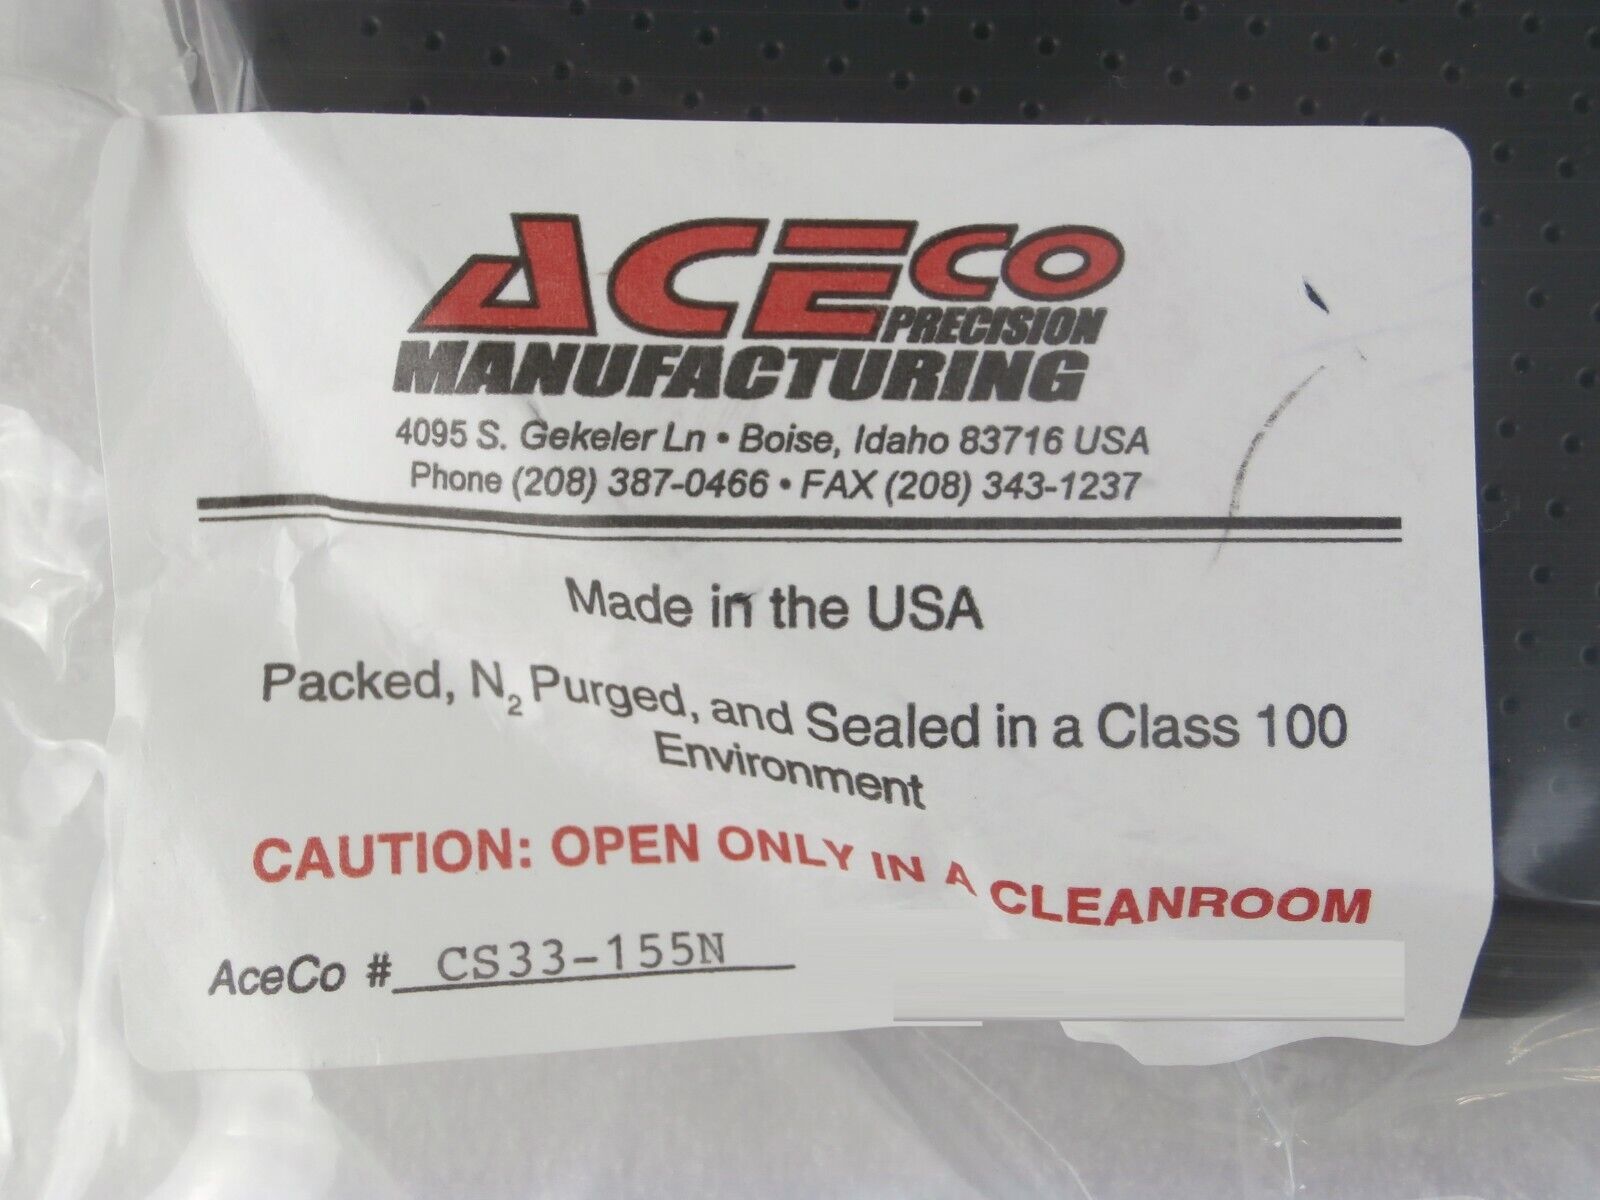 ACECO
PRECISION
MANUFACTURING
4095 S. Gekeler Ln • Boise, Idaho 83716 USA
Phone (208) 387-0466 • FAX (208) 343-1237
Made in the USA
Packed, N₂ Purged, and Sealed in a Class 100
Environment
CAUTION: OPEN ONLY IN A CLEANROOM
AceCo # CS33-155N